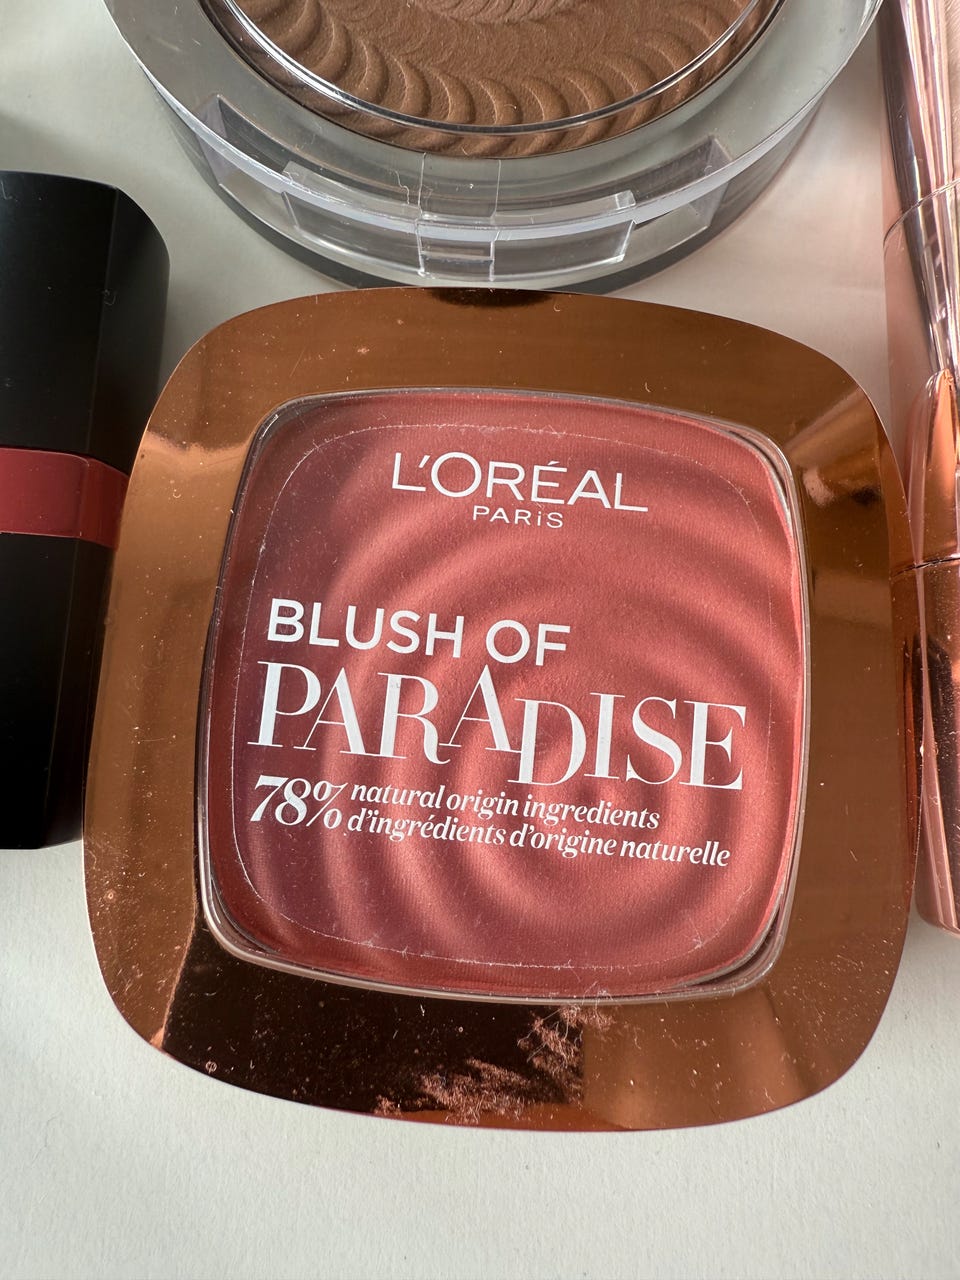 L'ORÉAL
PARiS
BLUSH OF
PARADISE
78% natural origin ingredients
d'ingrédients d'origine naturelle